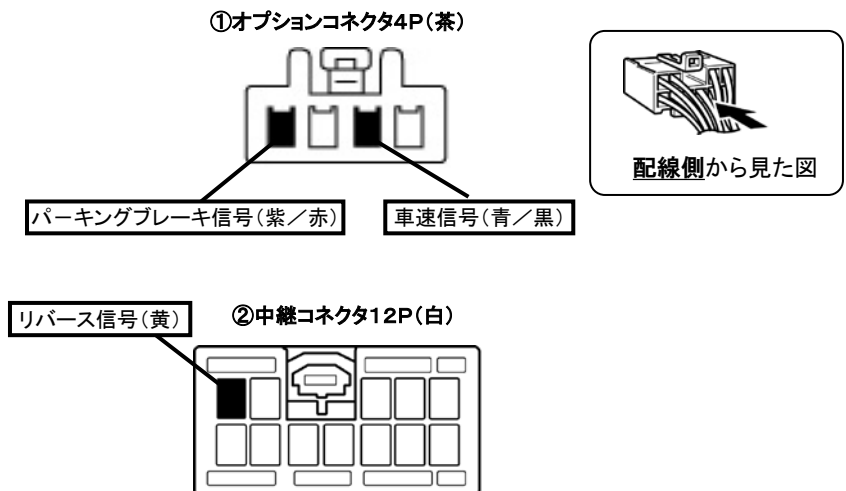 ①オプションコネクタ4P(茶)
配線側から見た図
パーキングブレーキ信号(紫/赤)
車速信号(青/黒)
リバース信号(黄)
②中継コネクタ12P(白)